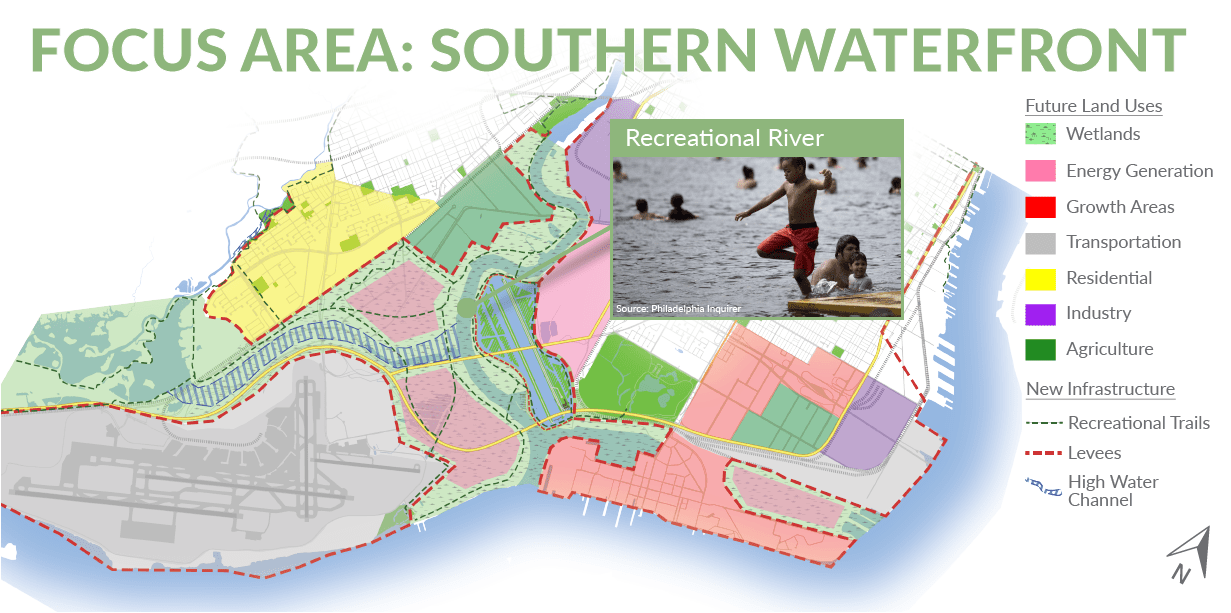 FOCUS AREA: SOUTHERN WATERFRONT
Recreational River
Source: Philadelphia Inquirer
Future Land Uses
Wetlands
Energy Generation
Growth Areas
Transportation
Residential
Industry
Agriculture
New Infrastructure
Recreational Trails
Levees
High Water
Channel
N